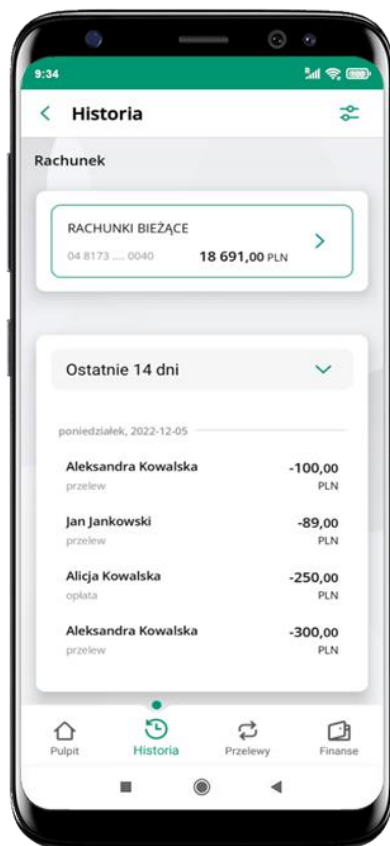 9:34
Historia
Rachunek
RACHUNKI BIEŻĄCE
04 8173 .... 0040 18 691,00 PLN
Ostatnie 14 dni
poniedziałek, 2022-12-05
Aleksandra Kowalska -100,00
przelew PLN
Jan Jankowski -89,00
przelew PLN
Alicja Kowalska -250,00
opłata PLN
Aleksandra Kowalska -300,00
przelew PLN
Pulpit Historia Przelewy Finanse